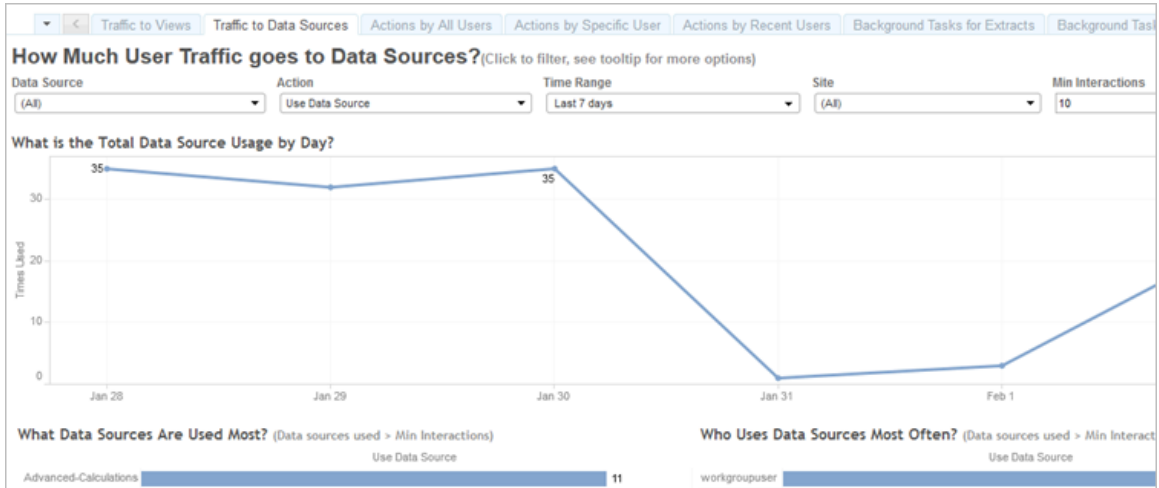 Traffic to Views Traffic to Data Sources Actions by All Users Actions by Specific User Actions by Recent Users Background Tasks for Extracts Background
How Much User Traffic goes to Data Sources?(Click to filter, see tooltip for more options)
Data Source Action Time Range Site Min Interactions
(All) Use Data Source Last 7 days (All) 10
What is the Total Data Source Usage by Day?
35
35
30
20
10
0
Times Used
Jan 28 Jan 29 Jan 30 Jan 31 Feb 1
What Data Sources Are Used Most? (Data sources used > Min Interactions) Who Uses Data Sources Most Often? (Data sources used > Min
Use Data Source Use Data Source
Advanced-Calculations 11 workgroupuser